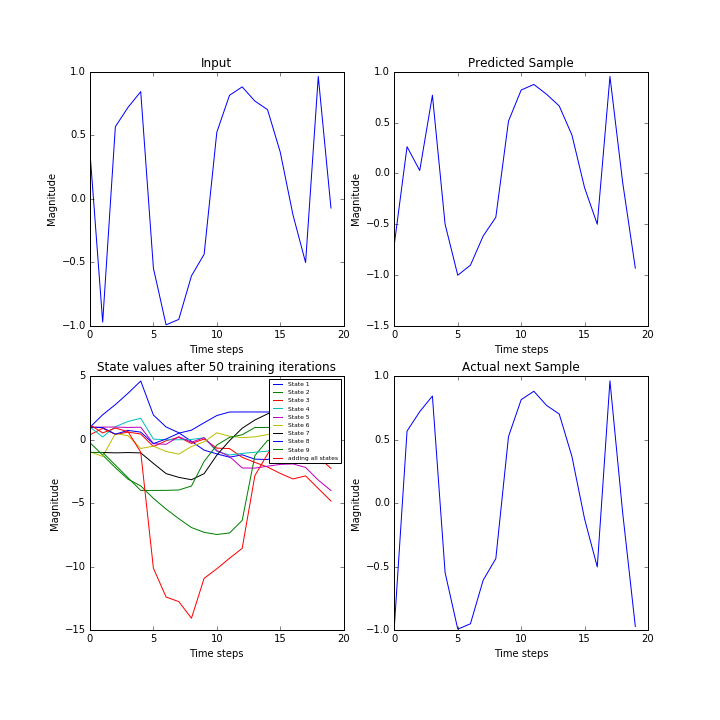 Input
Magnitude
1.0
0.5
0.0
−0.5
−1.0
0 5 10 15 20
Time steps
Predicted Sample
Magnitude
1.0
0.5
0.0
−0.5
−1.0
−1.5
0 5 10 15 20
Time steps
State values after 50 training iterations
Magnitude
5
0
−5
−10
−15
0 5 10 15 20
Time steps
State 1
State 2
State 3
State 4
State 5
State 6
State 7
State 8
State 9
adding all states
Actual next Sample
Magnitude
1.0
0.5
0.0
−0.5
−1.0
0 5 10 15 20
Time steps